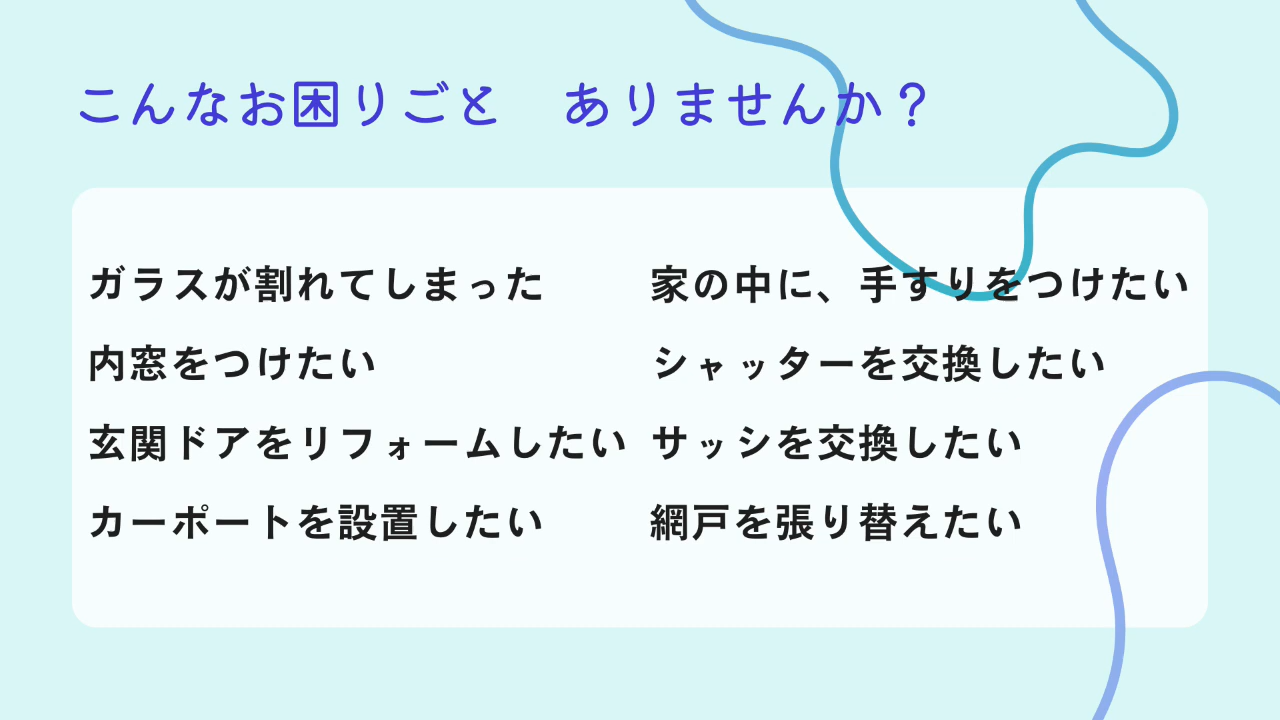 こんなお困りごと　ありませんか？
ガラスが割れてしまった
内窓をつけたい
玄関ドアをリフォームしたい
カーポートを設置したい
家の中に、手すりをつけたい
シャッターを交換したい
サッシを交換したい
網戸を張り替えたい